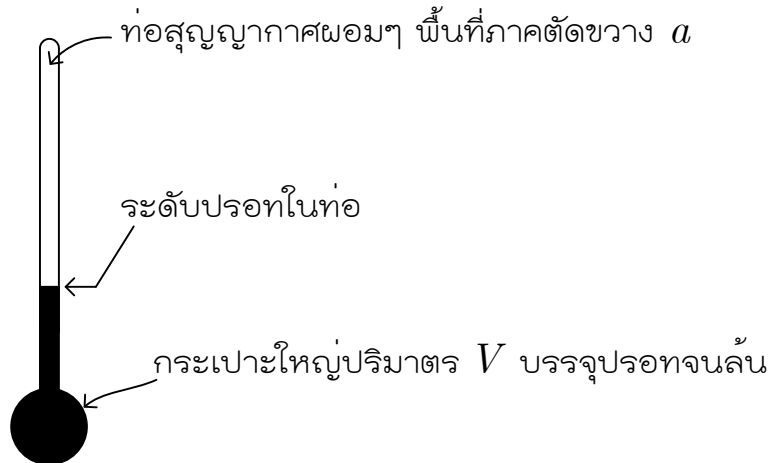 ท่อสุญญากาศผอมๆ พื้นที่ภาคตัดขวาง a
ระดับปรอทในท่อ
กระเปาะใหญ่ปริมาตร V บรรจุปรอทจนล้น